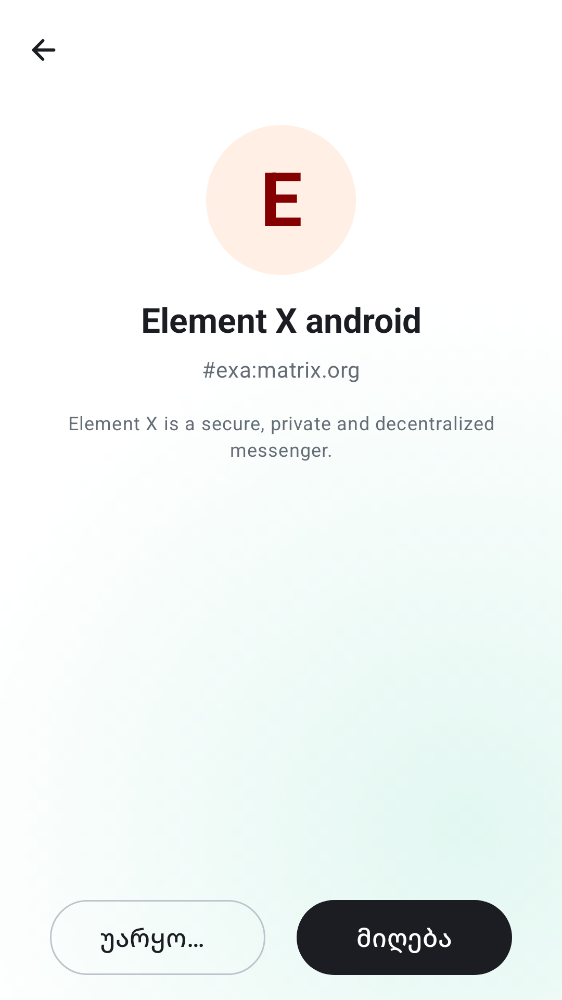 E
Element X android
#exa:matrix.org
Element X is a secure, private and decentralized
messenger.
უარყო...
მიღება